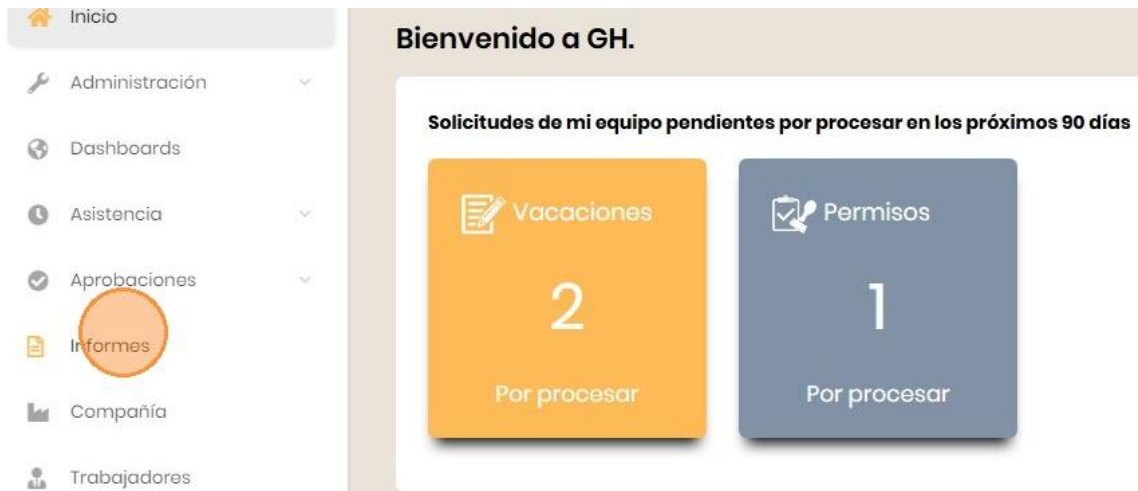 Inicio
Administración
Dashboards
Asistencia
Aprobaciones
Informes
Compañía
Trabajadores
Bienvenido a GH.
Solicitudes de mi equipo pendientes por procesar en los próximos 90 días
Vacaciones
2
Por procesar
Permisos
1
Por procesar